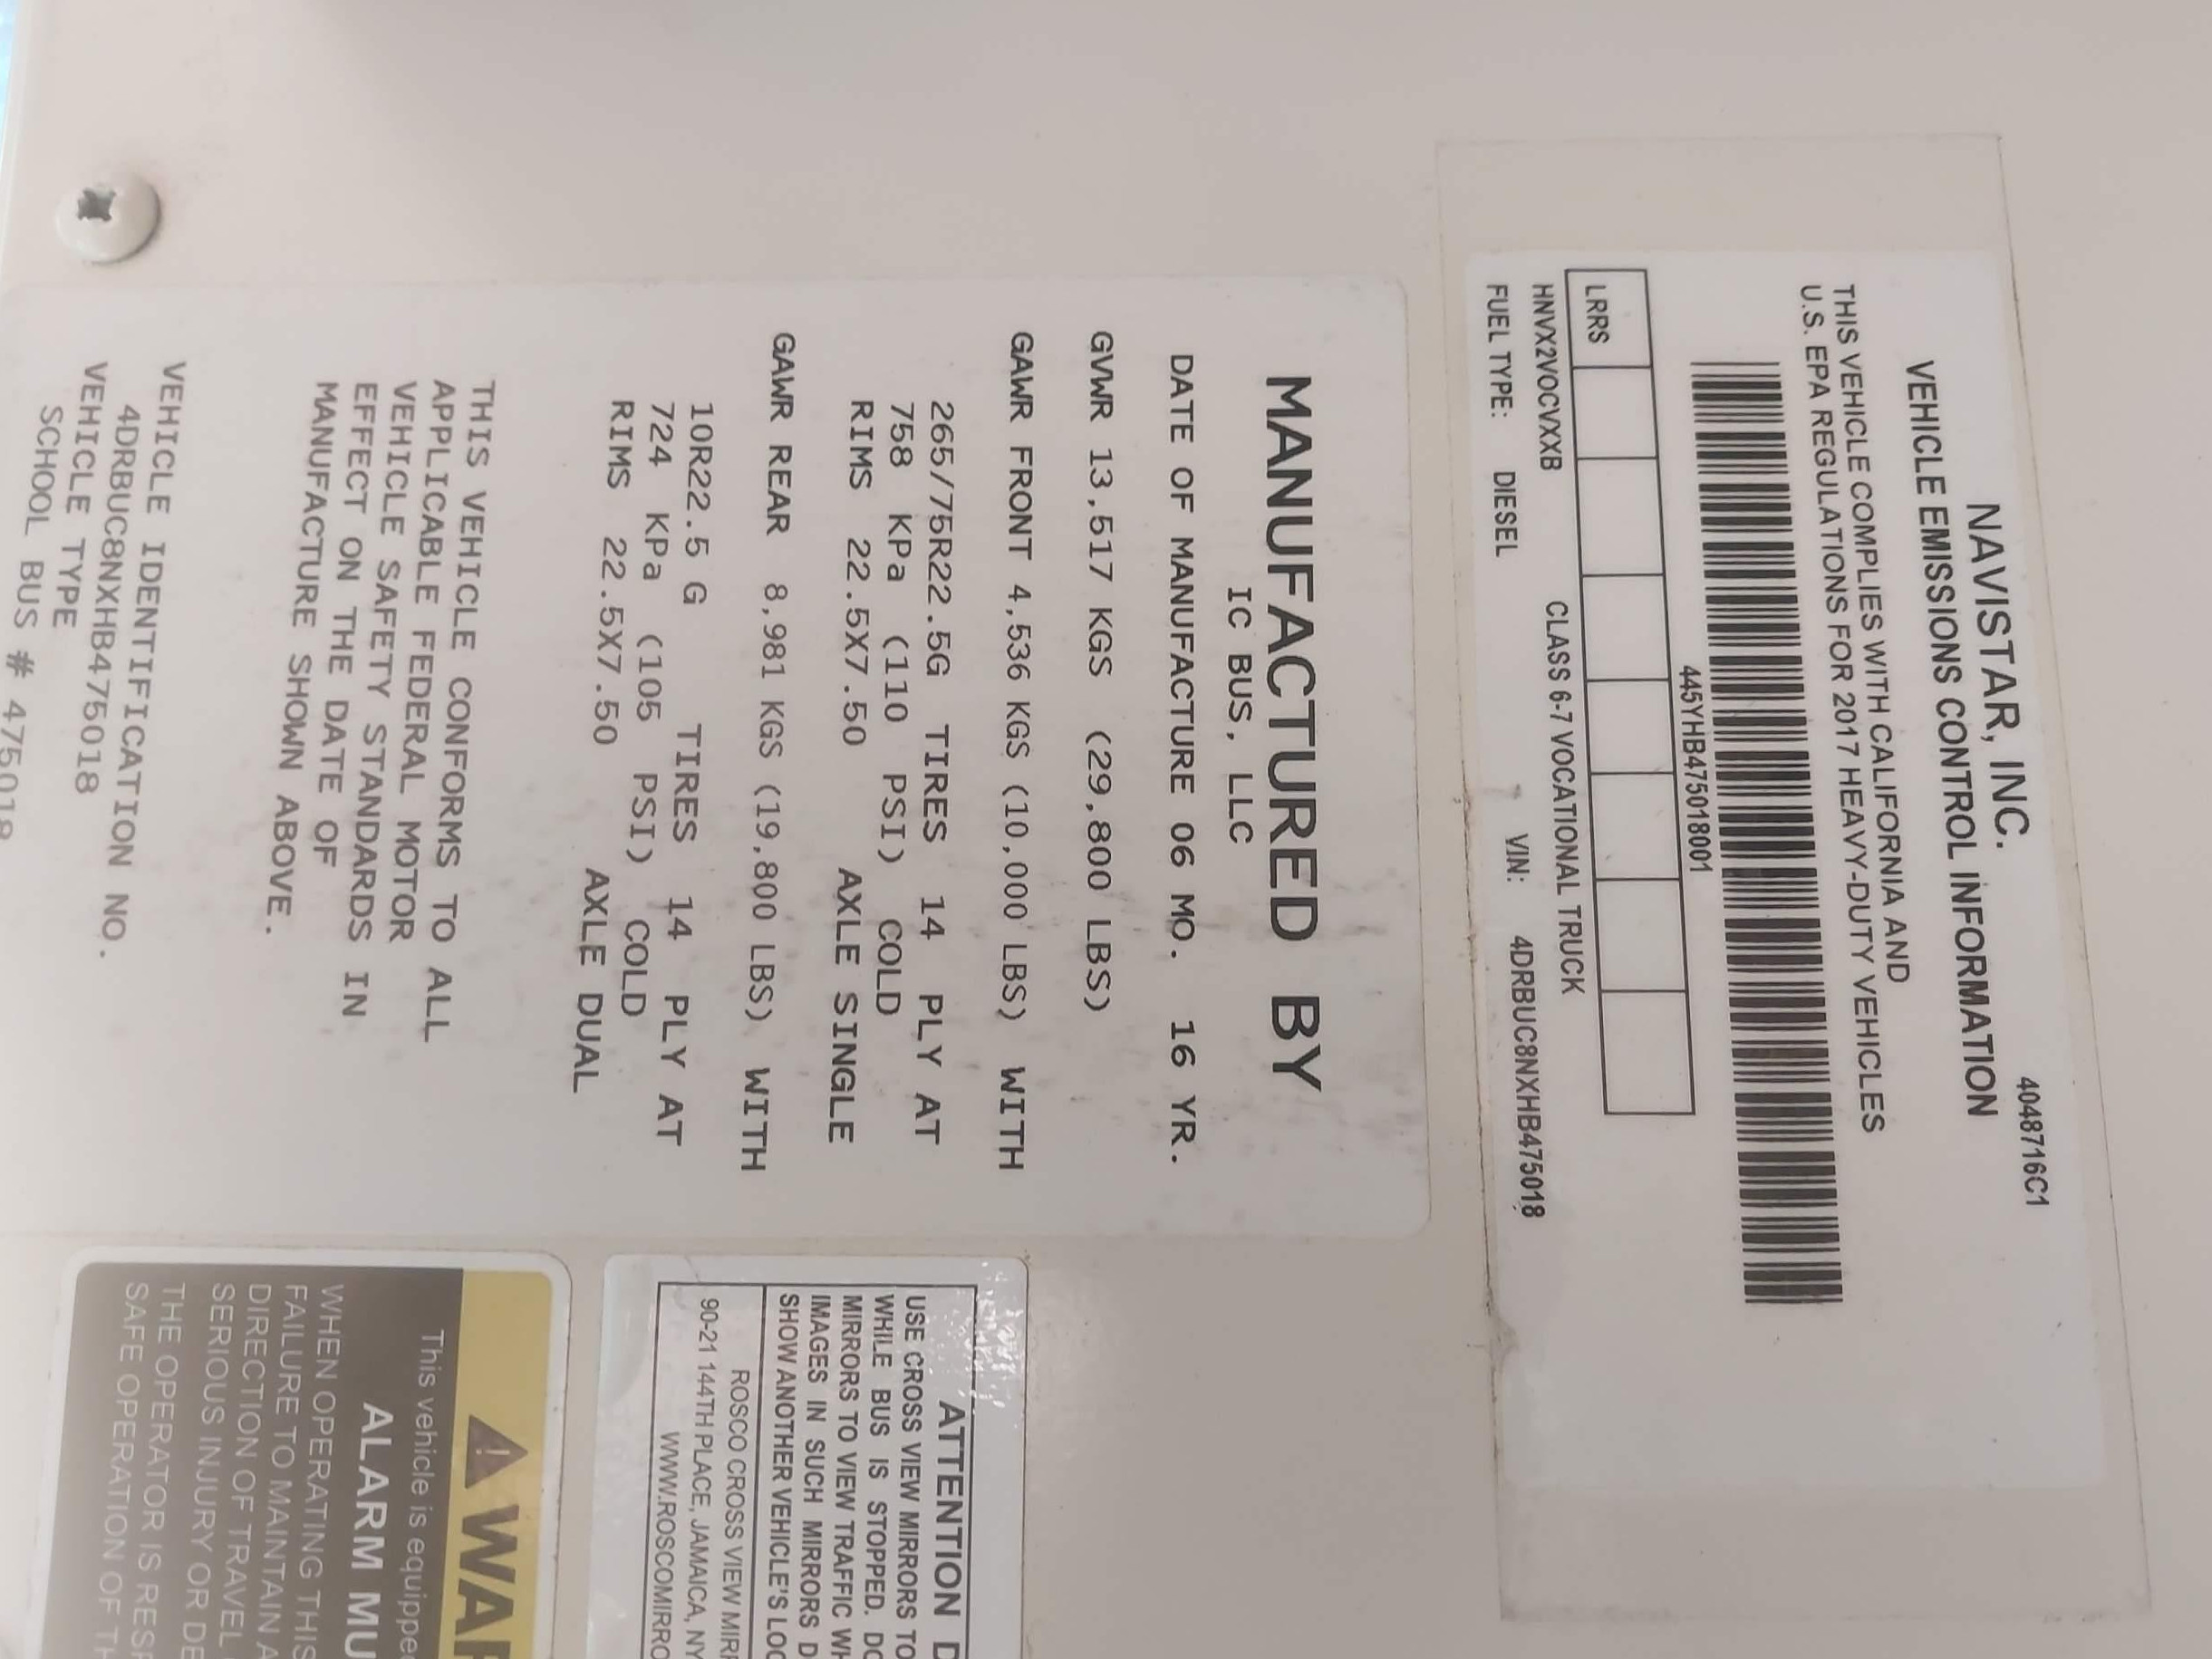 4048716C1
NAVISTAR, INC.
VEHICLE EMISSIONS CONTROL INFORMATION
THIS VEHICLE COMPLIES WITH CALIFORNIA AND
U.S. EPA REGULATIONS FOR 2017 HEAVY-DUTY VEHICLES
445YHB475018001
LRRS
HNVX2VOCVXXB CLASS 6-7 VOCATIONAL TRUCK
FUEL TYPE: DIESEL VIN: 4DRBUC8NXHB475018
MANUFACTURED BY
IC BUS, LLC
DATE OF MANUFACTURE 06 MO. 16 YR.
GVWR 13,517 KGS (29,800 LBS)
GAWR FRONT 4,536 KGS (10,000 LBS) WITH
265/75R22.5G TIRES 14 PLY AT
758 KPa (110 PSI) COLD
RIMS 22.5X7.50 AXLE SINGLE
GAWR REAR 8,981 KGS (19,800 LBS) WITH
10R22.5 G TIRES 14 PLY AT
724 KPa (105 PSI) COLD
RIMS 22.5X7.50 AXLE DUAL
THIS VEHICLE CONFORMS TO ALL
APPLICABLE FEDERAL MOTOR
VEHICLE SAFETY STANDARDS IN
EFFECT ON THE DATE OF
MANUFACTURE SHOWN ABOVE.
VEHICLE IDENTIFICATION NO.
4DRBUC8NXHB475018
VEHICLE TYPE
SCHOOL BUS # 475018
ATTENTION
USE CROSS VIEW MIRRORS TO
WHILE BUS IS STOPPED.
MIRRORS TO VIEW TRAFFIC
IMAGES IN SUCH MIRRORS
SHOW ANOTHER VEHICLE'S
ROSCO CROSS VIEW
90-21 144TH PLACE, JAMAICA, NY
This vehicle is
ALARM
WHEN OPERATING THIS
FAILURE TO MAINTAIN
DIRECTION OF TRAVEL
SERIOUS INJURY OR
THE OPERATOR IS
SAFE OPERATION OF